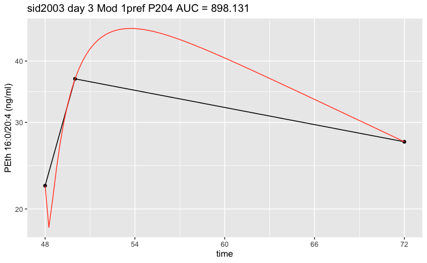 sid2003 day 3 Mod 1pref P204 AUC = 898.131
40
30
20
PEth 16:0/20:4 (ng/ml)
48 54 60 66 72
time